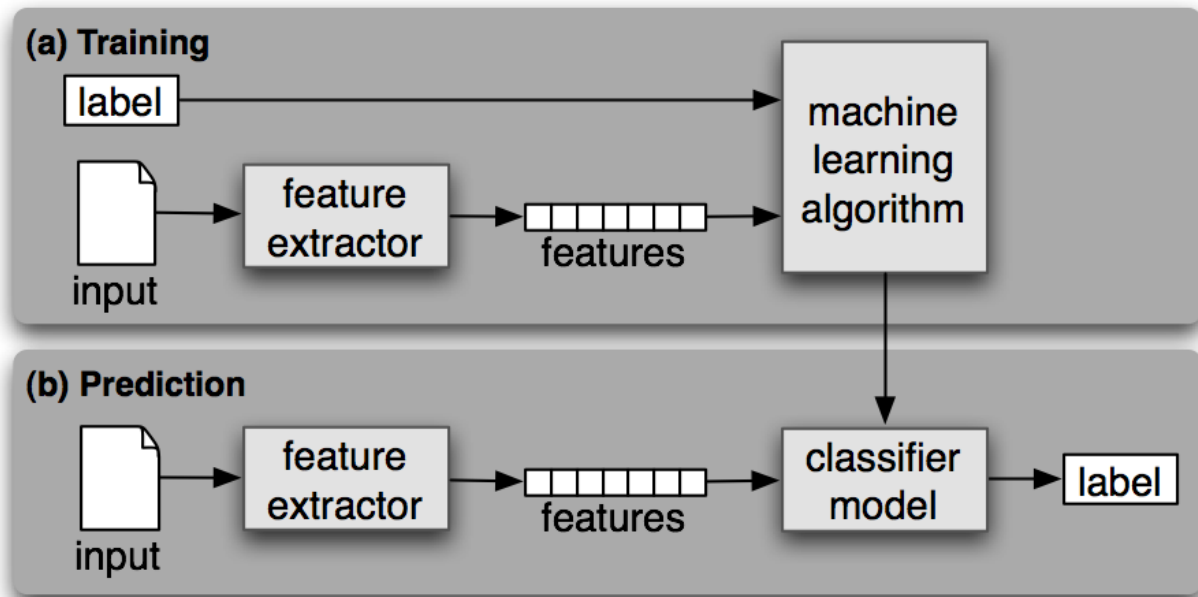 (a) Training
label
machine
learning
algorithm
feature
extractor
features
input
(b) Prediction
feature
extractor
features
classifier
model
label
input